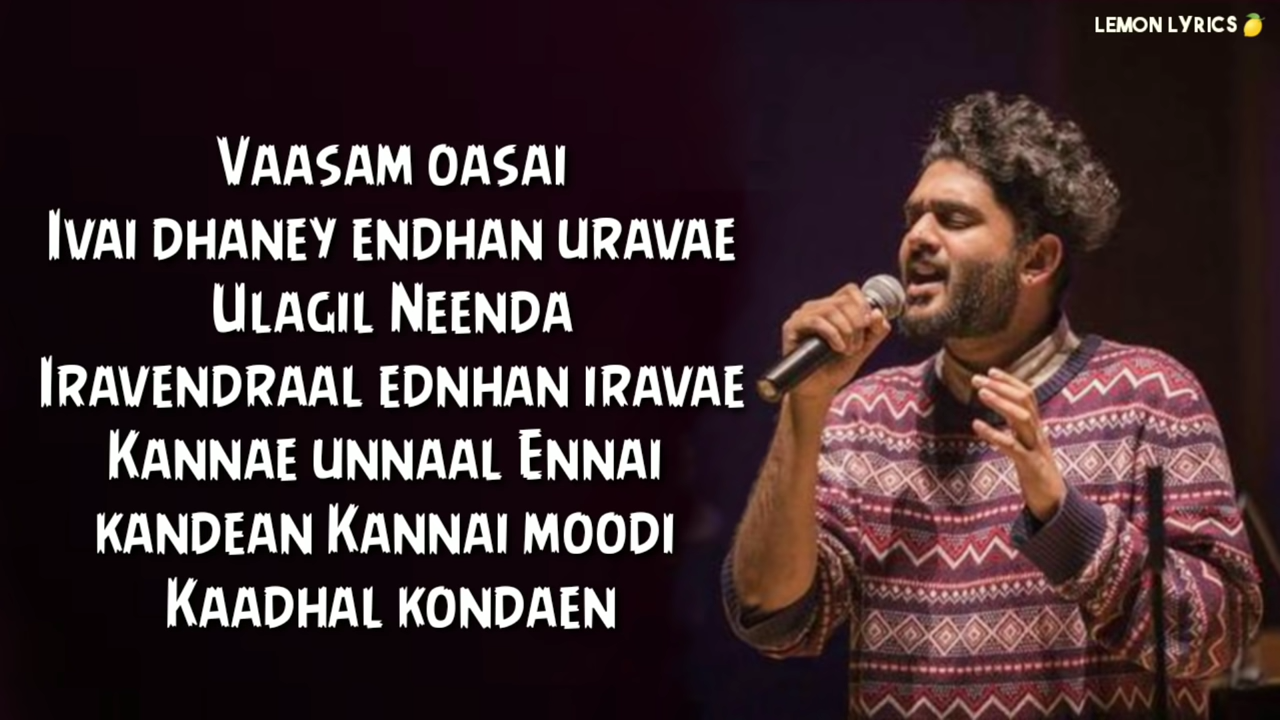 LEMON LYRICS🍋
VAASAM OASAI
IVAI DHANEY ENDHAN URAVAE
ULAGIL NEENDA
IRAVENDRAAL EDNHAN IRAVAE
KANNAE UNNAAL ENNAI
KANDEAN KANNAI MOODI
KAADHAL KONDAEN